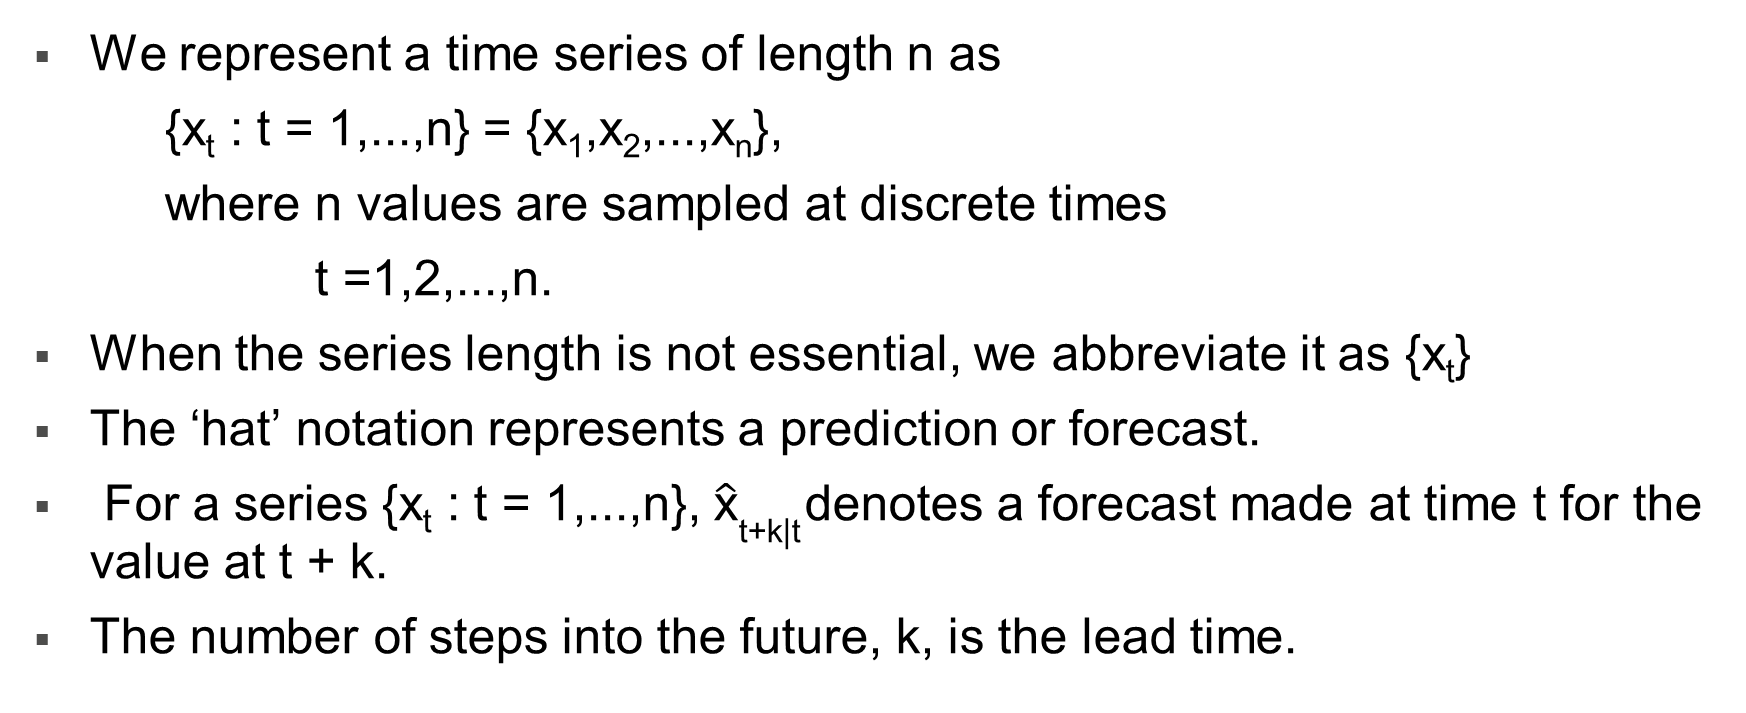 ▪ We represent a time series of length n as
{xₜ : t = 1,...,n} = {x₁,x₂,...,xₙ},
where n values are sampled at discrete times
t =1,2,...,n.
▪ When the series length is not essential, we abbreviate it as {xₜ}
▪ The ‘hat’ notation represents a prediction or forecast.
▪ For a series {xₜ : t = 1,...,n}, x̂ₜ₊ₖ|ₜ denotes a forecast made at time t for the
value at t + k.
▪ The number of steps into the future, k, is the lead time.